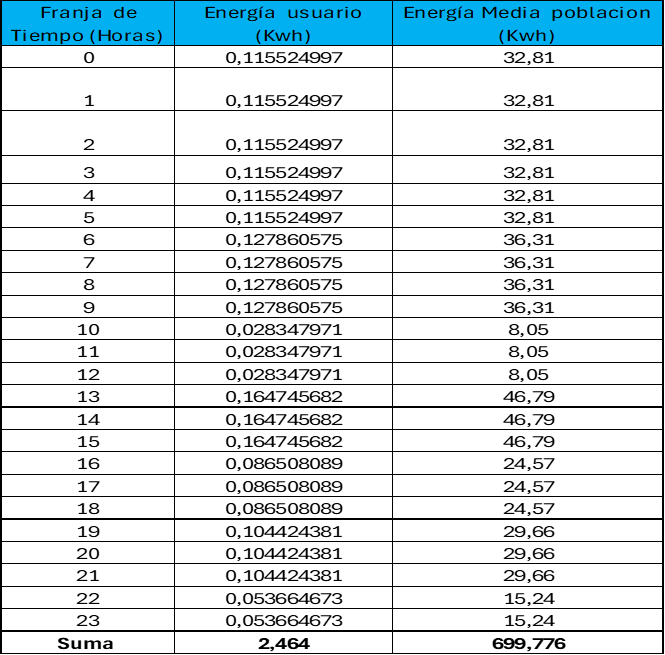 Franja de Tiempo (Horas) Energía usuario (Kwh) Energía Media poblacion (Kwh)
0 0,115524997 32,81
1 0,115524997 32,81
2 0,115524997 32,81
3 0,115524997 32,81
4 0,115524997 32,81
5 0,115524997 32,81
6 0,127860575 36,31
7 0,127860575 36,31
8 0,127860575 36,31
9 0,127860575 36,31
10 0,028347971 8,05
11 0,028347971 8,05
12 0,028347971 8,05
13 0,164745682 46,79
14 0,164745682 46,79
15 0,164745682 46,79
16 0,086508089 24,57
17 0,086508089 24,57
18 0,086508089 24,57
19 0,104424381 29,66
20 0,104424381 29,66
21 0,104424381 29,66
22 0,053664673 15,24
23 0,053664673 15,24
Suma 2,464 699,776